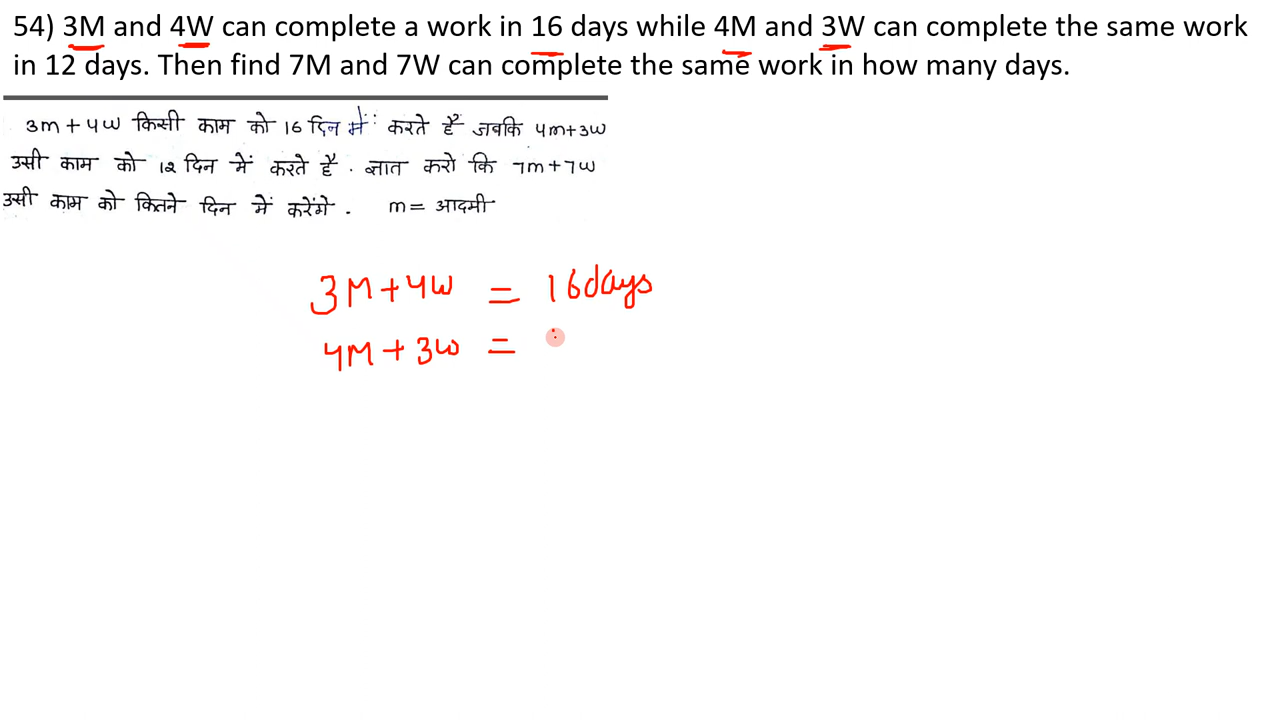 54) 3M and 4W can complete a work in 16 days while 4M and 3W can complete the same work
in 12 days. Then find 7M and 7W can complete the same work in how many days.
3m + 4w किसी काम को 16 दिन में करते हैं जबकि 4m+3w
उसी काम को 12 दिन में करते हैं . ज्ञात करो कि 7m+7w
उसी काम को कितने दिन में करेंगे . m = आदमी
3M+4W = 16days
4M + 3W =